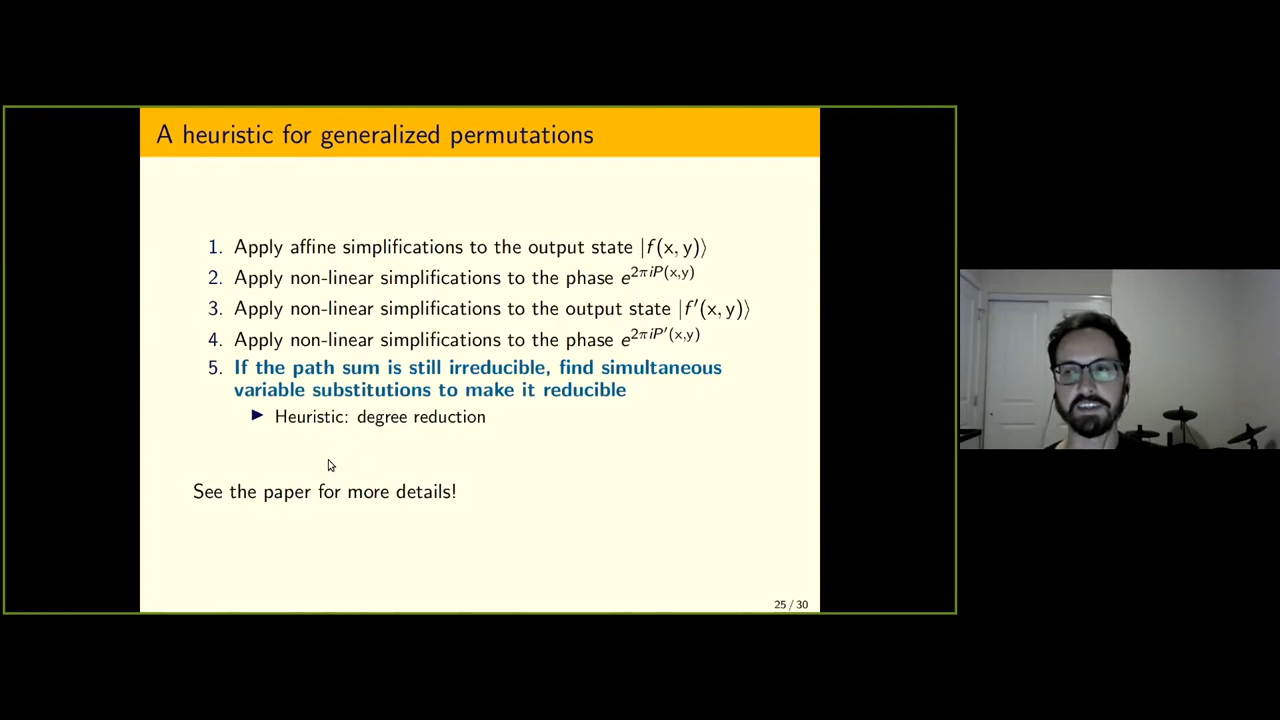 A heuristic for generalized permutations
1. Apply affine simplifications to the output state |f(x, y)⟩
2. Apply non-linear simplifications to the phase e^{2πiP(x,y)}
3. Apply non-linear simplifications to the output state |f′(x, y)⟩
4. Apply non-linear simplifications to the phase e^{2πiP′(x,y)}
5. If the path sum is still irreducible, find simultaneous
variable substitutions to make it reducible
▶ Heuristic: degree reduction
See the paper for more details!
25 / 30